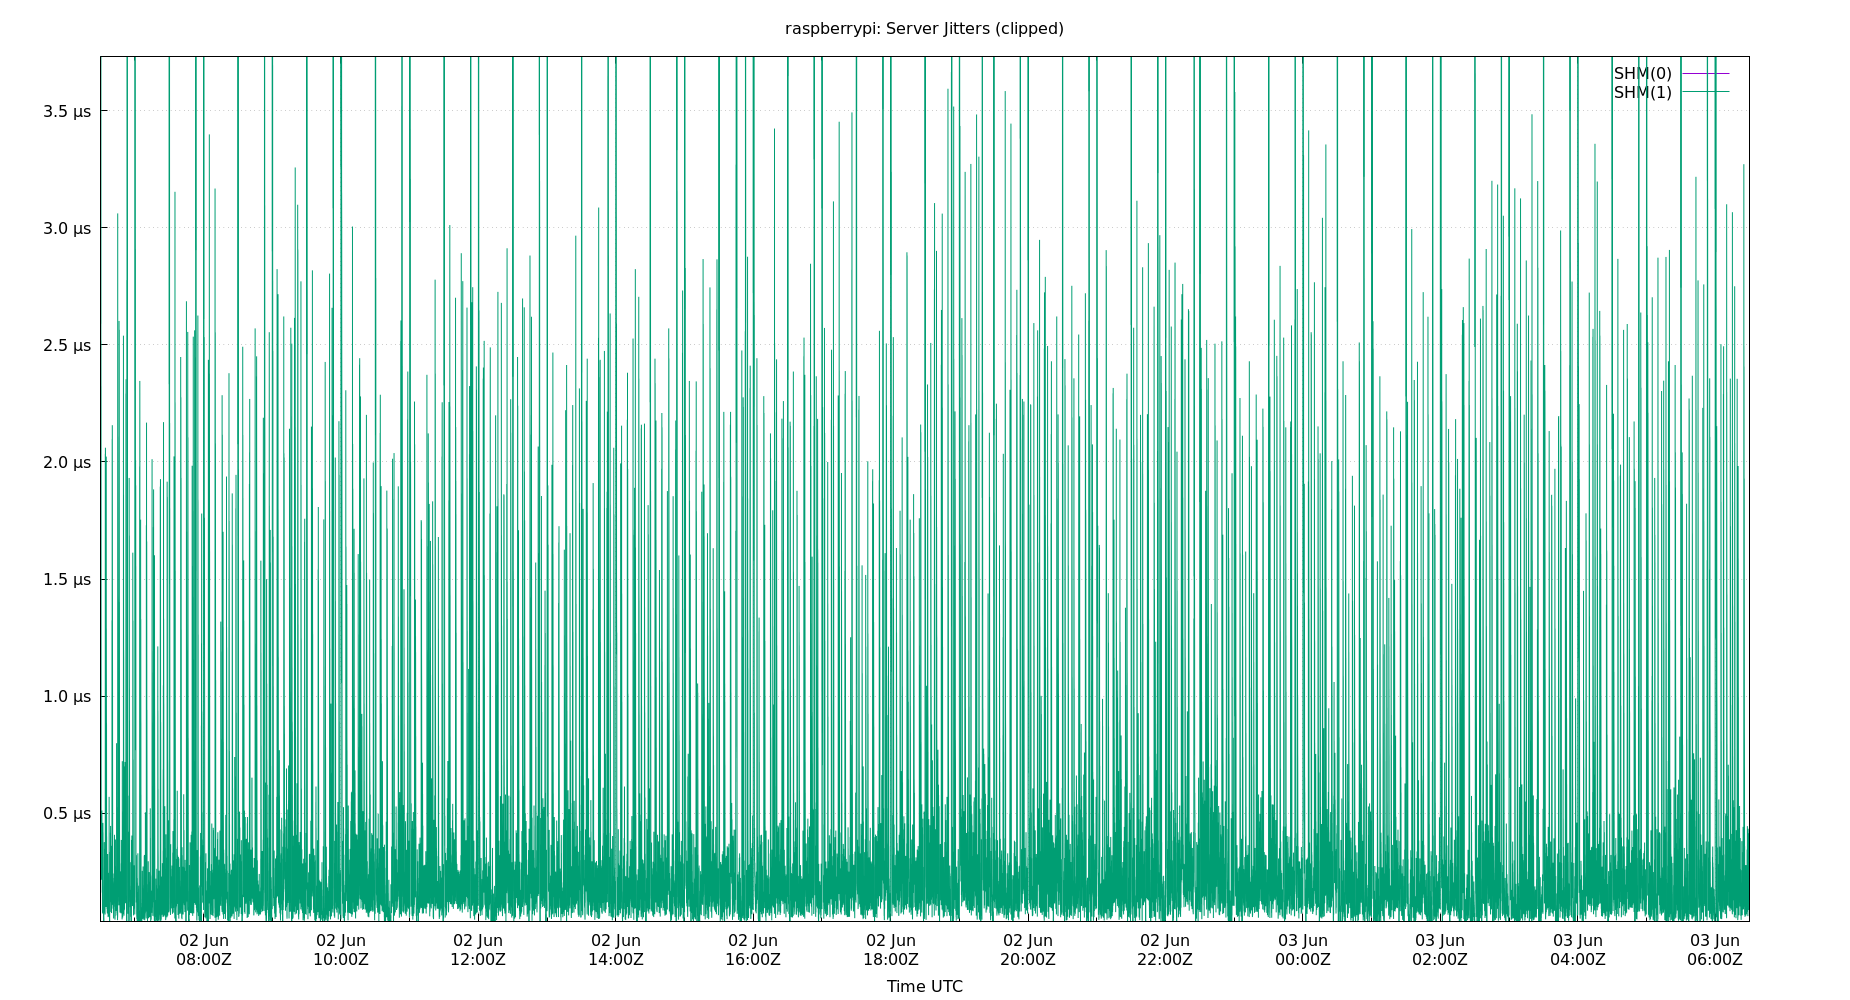 raspberrypi: Server Jitters (clipped)
SHM(0)
SHM(1)
3.5 µs
3.0 µs
2.5 µs
2.0 µs
1.5 µs
1.0 µs
0.5 µs
02 Jun 02 Jun 02 Jun 02 Jun 02 Jun 02 Jun 02 Jun 02 Jun 03 Jun 03 Jun 03 Jun 03 Jun
08:00Z 10:00Z 12:00Z 14:00Z 16:00Z 18:00Z 20:00Z 22:00Z 00:00Z 02:00Z 04:00Z 06:00Z
Time UTC